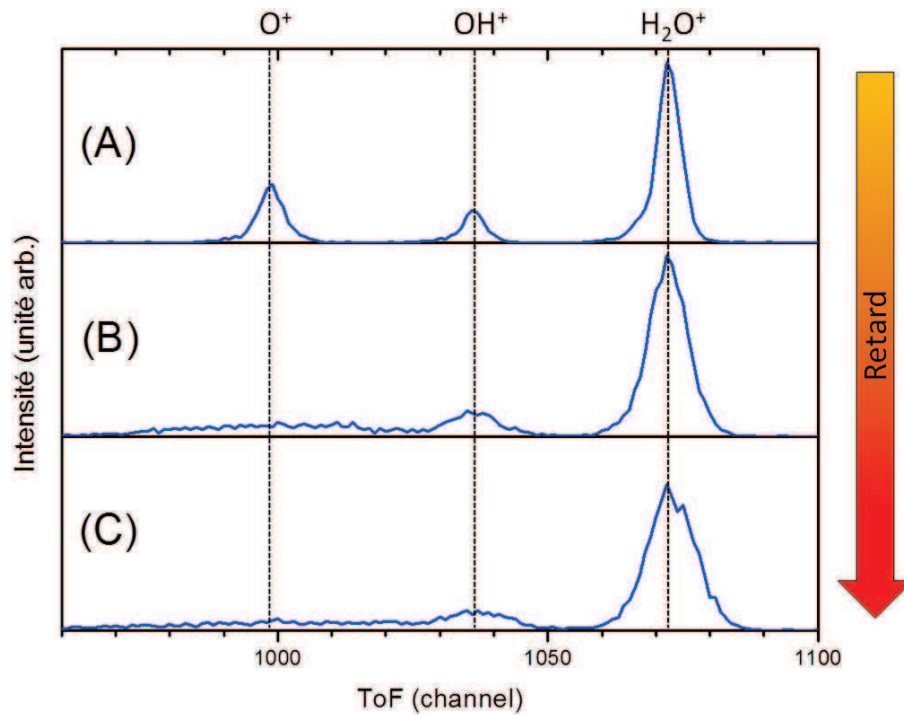 O⁺ OH⁺ H₂O⁺
(A)
(B)
(C)
Intensité (unité arb.)
Retard
1000 1050 1100
ToF (channel)